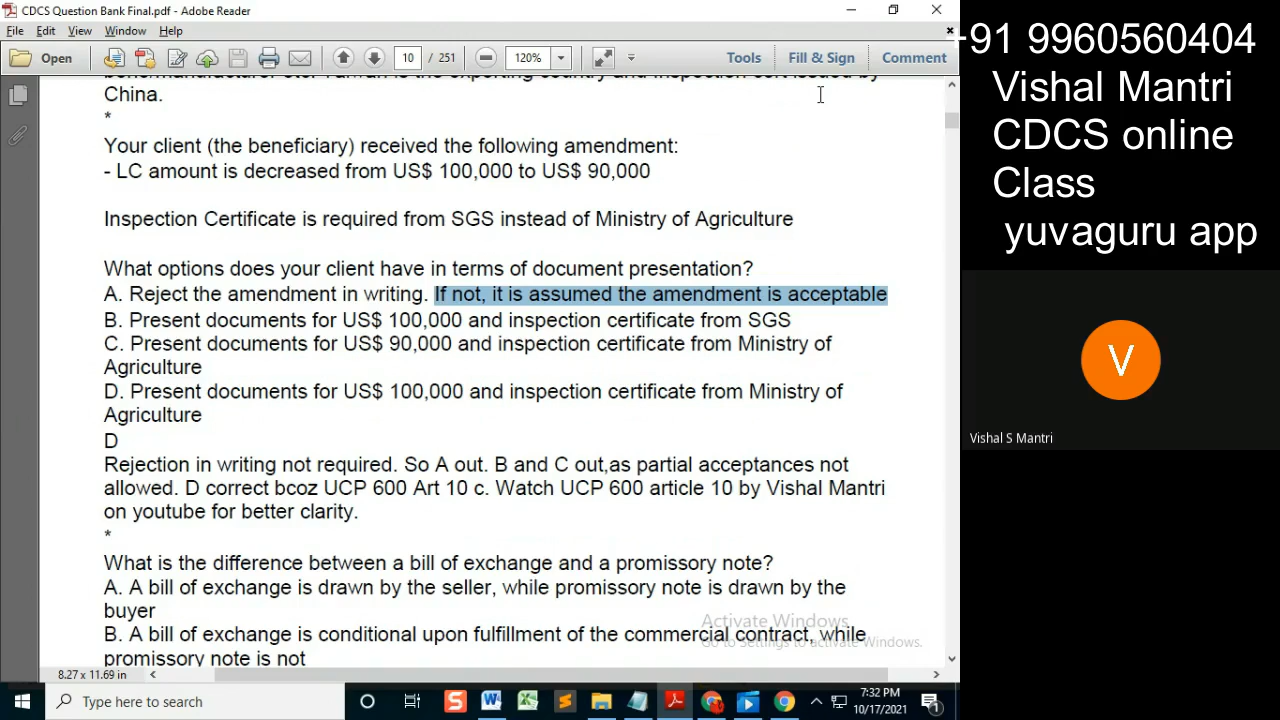 CDCS Question Bank Final.pdf - Adobe Reader
File Edit View Window Help
Open 10 / 251 120% Tools Fill & Sign Comment
China.
*
Your client (the beneficiary) received the following amendment:
- LC amount is decreased from US$ 100,000 to US$ 90,000
Inspection Certificate is required from SGS instead of Ministry of Agriculture
What options does your client have in terms of document presentation?
A. Reject the amendment in writing. If not, it is assumed the amendment is acceptable
B. Present documents for US$ 100,000 and inspection certificate from SGS
C. Present documents for US$ 90,000 and inspection certificate from Ministry of
Agriculture
D. Present documents for US$ 100,000 and inspection certificate from Ministry of
Agriculture
D
Rejection in writing not required. So A out. B and C out,as partial acceptances not
allowed. D correct bcoz UCP 600 Art 10 c. Watch UCP 600 article 10 by Vishal Mantri
on youtube for better clarity.
*
What is the difference between a bill of exchange and a promissory note?
A. A bill of exchange is drawn by the seller, while promissory note is drawn by the
buyer
B. A bill of exchange is conditional upon fulfillment of the commercial contract, while
promissory note is not
Activate Windows
Go to Settings to activate Windows.
8.27 x 11.69 in
Type here to search
7:32 PM
10/17/2021
1
+91 9960560404
Vishal Mantri
CDCS online
Class
yuvaguru app
V
Vishal S Mantri